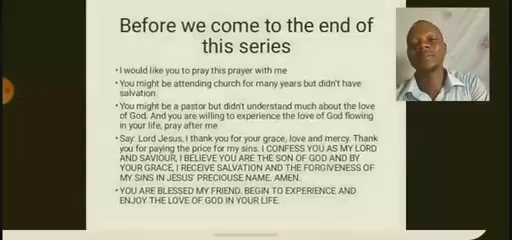 Before we come to the end of
this series
• I would like you to pray this prayer with me
• You might be attending church for many years but didn't have
salvation
• You might be a pastor but didn't understand much about the love
of God. And you are willing to experience the love of God flowing
in your life, pray after me
• Say: Lord Jesus, I thank you for your grace, love and mercy. Thank
you for paying the price for my sins. I CONFESS YOU AS MY LORD
AND SAVIOUR, I BELIEVE YOU ARE THE SON OF GOD AND BY
YOUR GRACE, I RECEIVE SALVATION AND THE FORGIVENESS OF
MY SINS IN JESUS' PRECIOUSE NAME. AMEN.
• YOU ARE BLESSED MY FRIEND. BEGIN TO EXPERIENCE AND
ENJOY THE LOVE OF GOD IN YOUR LIFE.